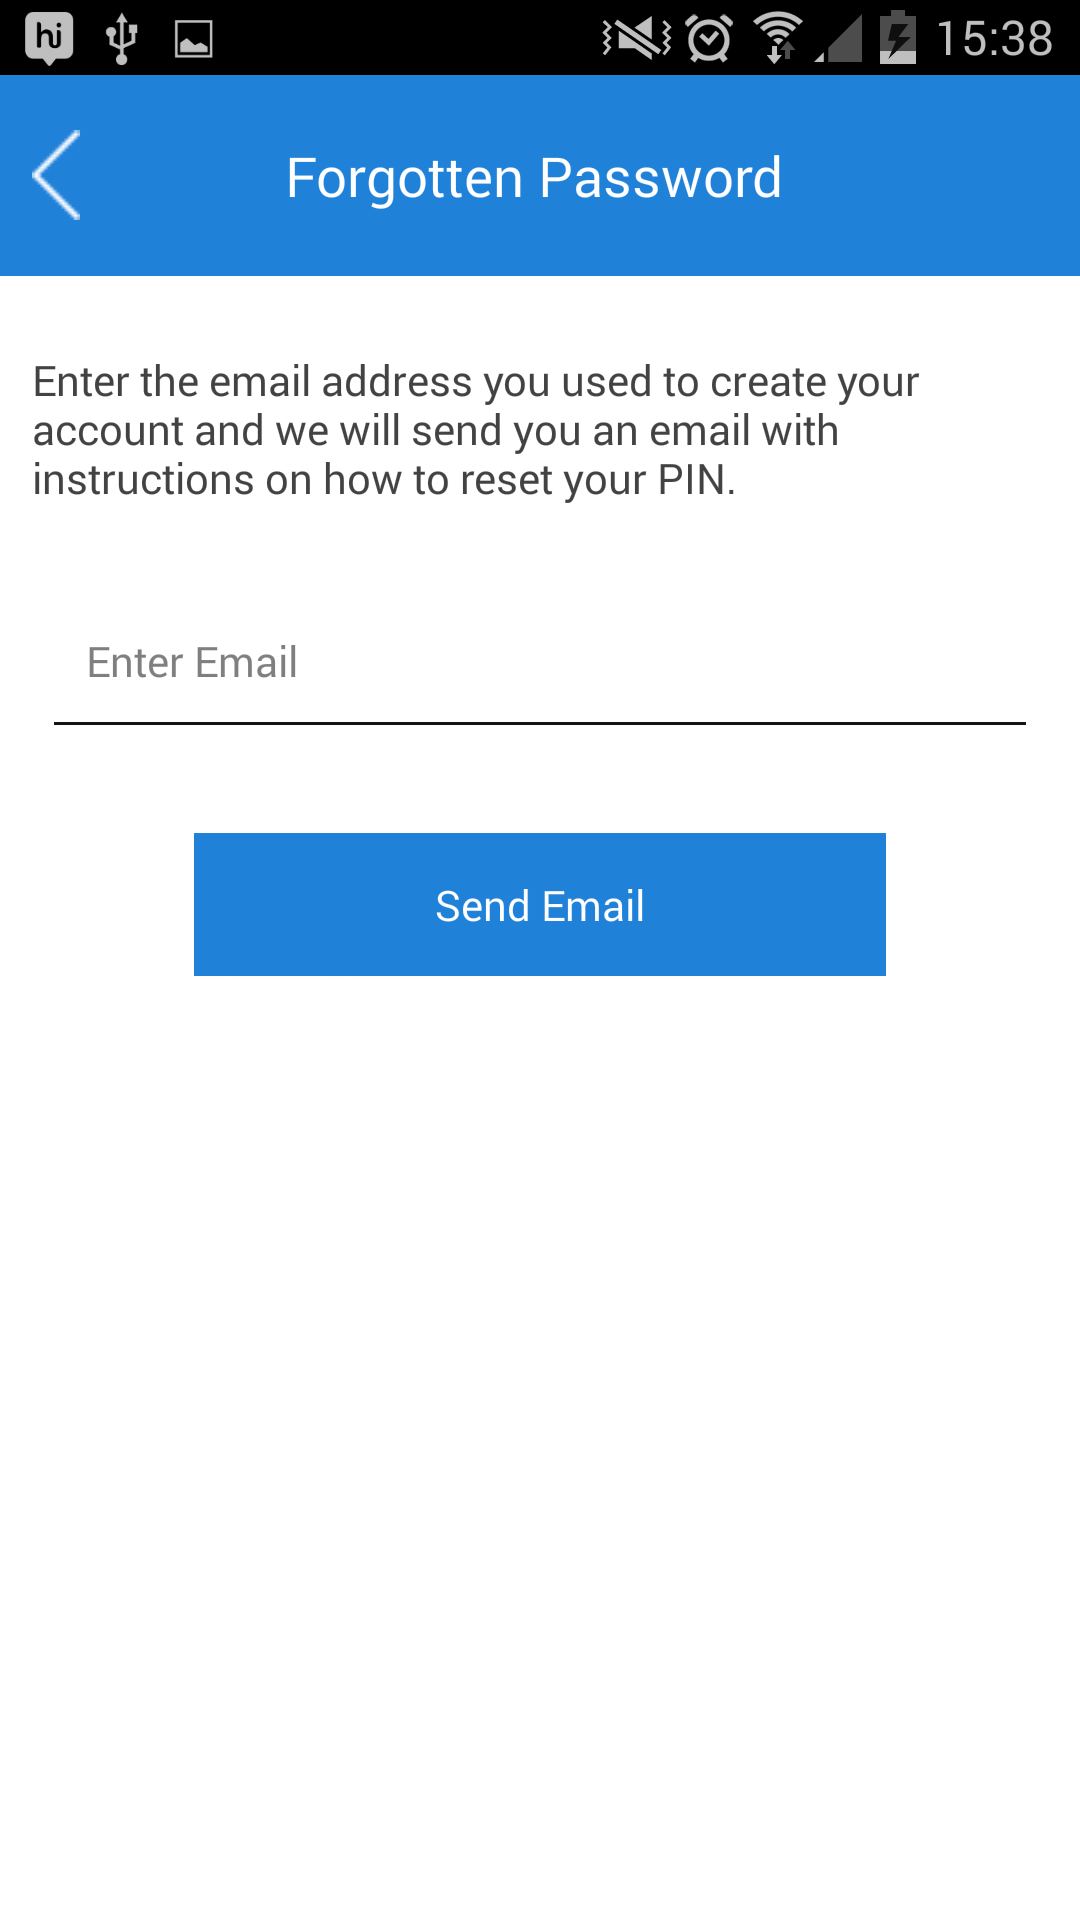 hi 15:38
Forgotten Password
Enter the email address you used to create your
account and we will send you an email with
instructions on how to reset your PIN.
Enter Email
Send Email